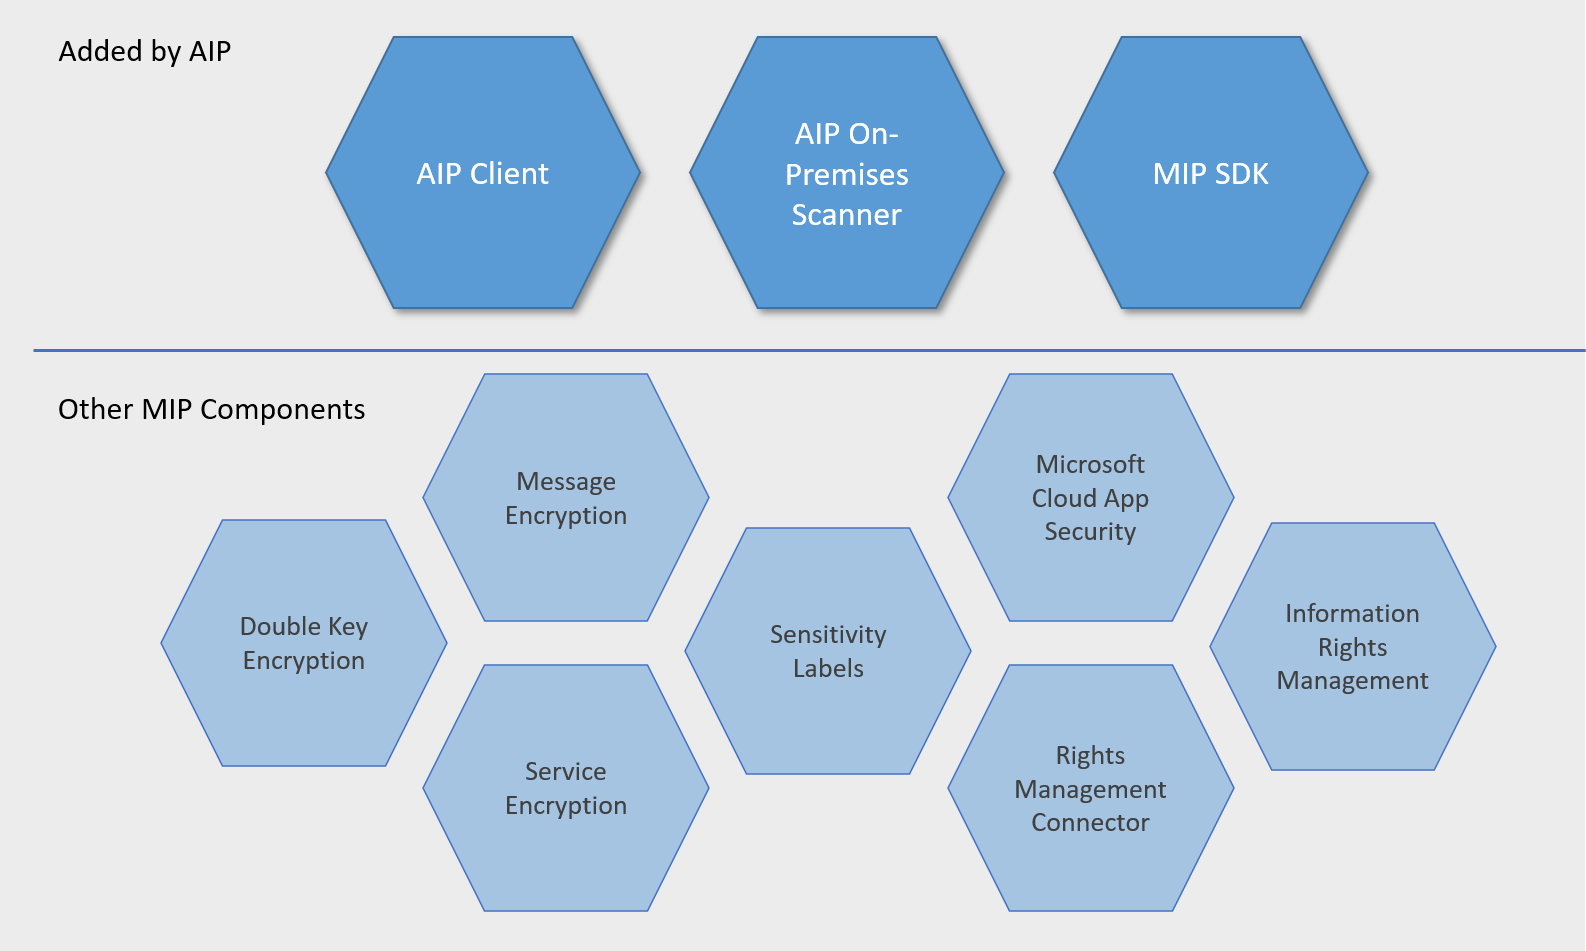 Added by AIP
AIP Client
AIP On-
Premises
Scanner
MIP SDK
Other MIP Components
Message
Encryption
Microsoft
Cloud App
Security
Double Key
Encryption
Sensitivity
Labels
Information
Rights
Management
Service
Encryption
Rights
Management
Connector